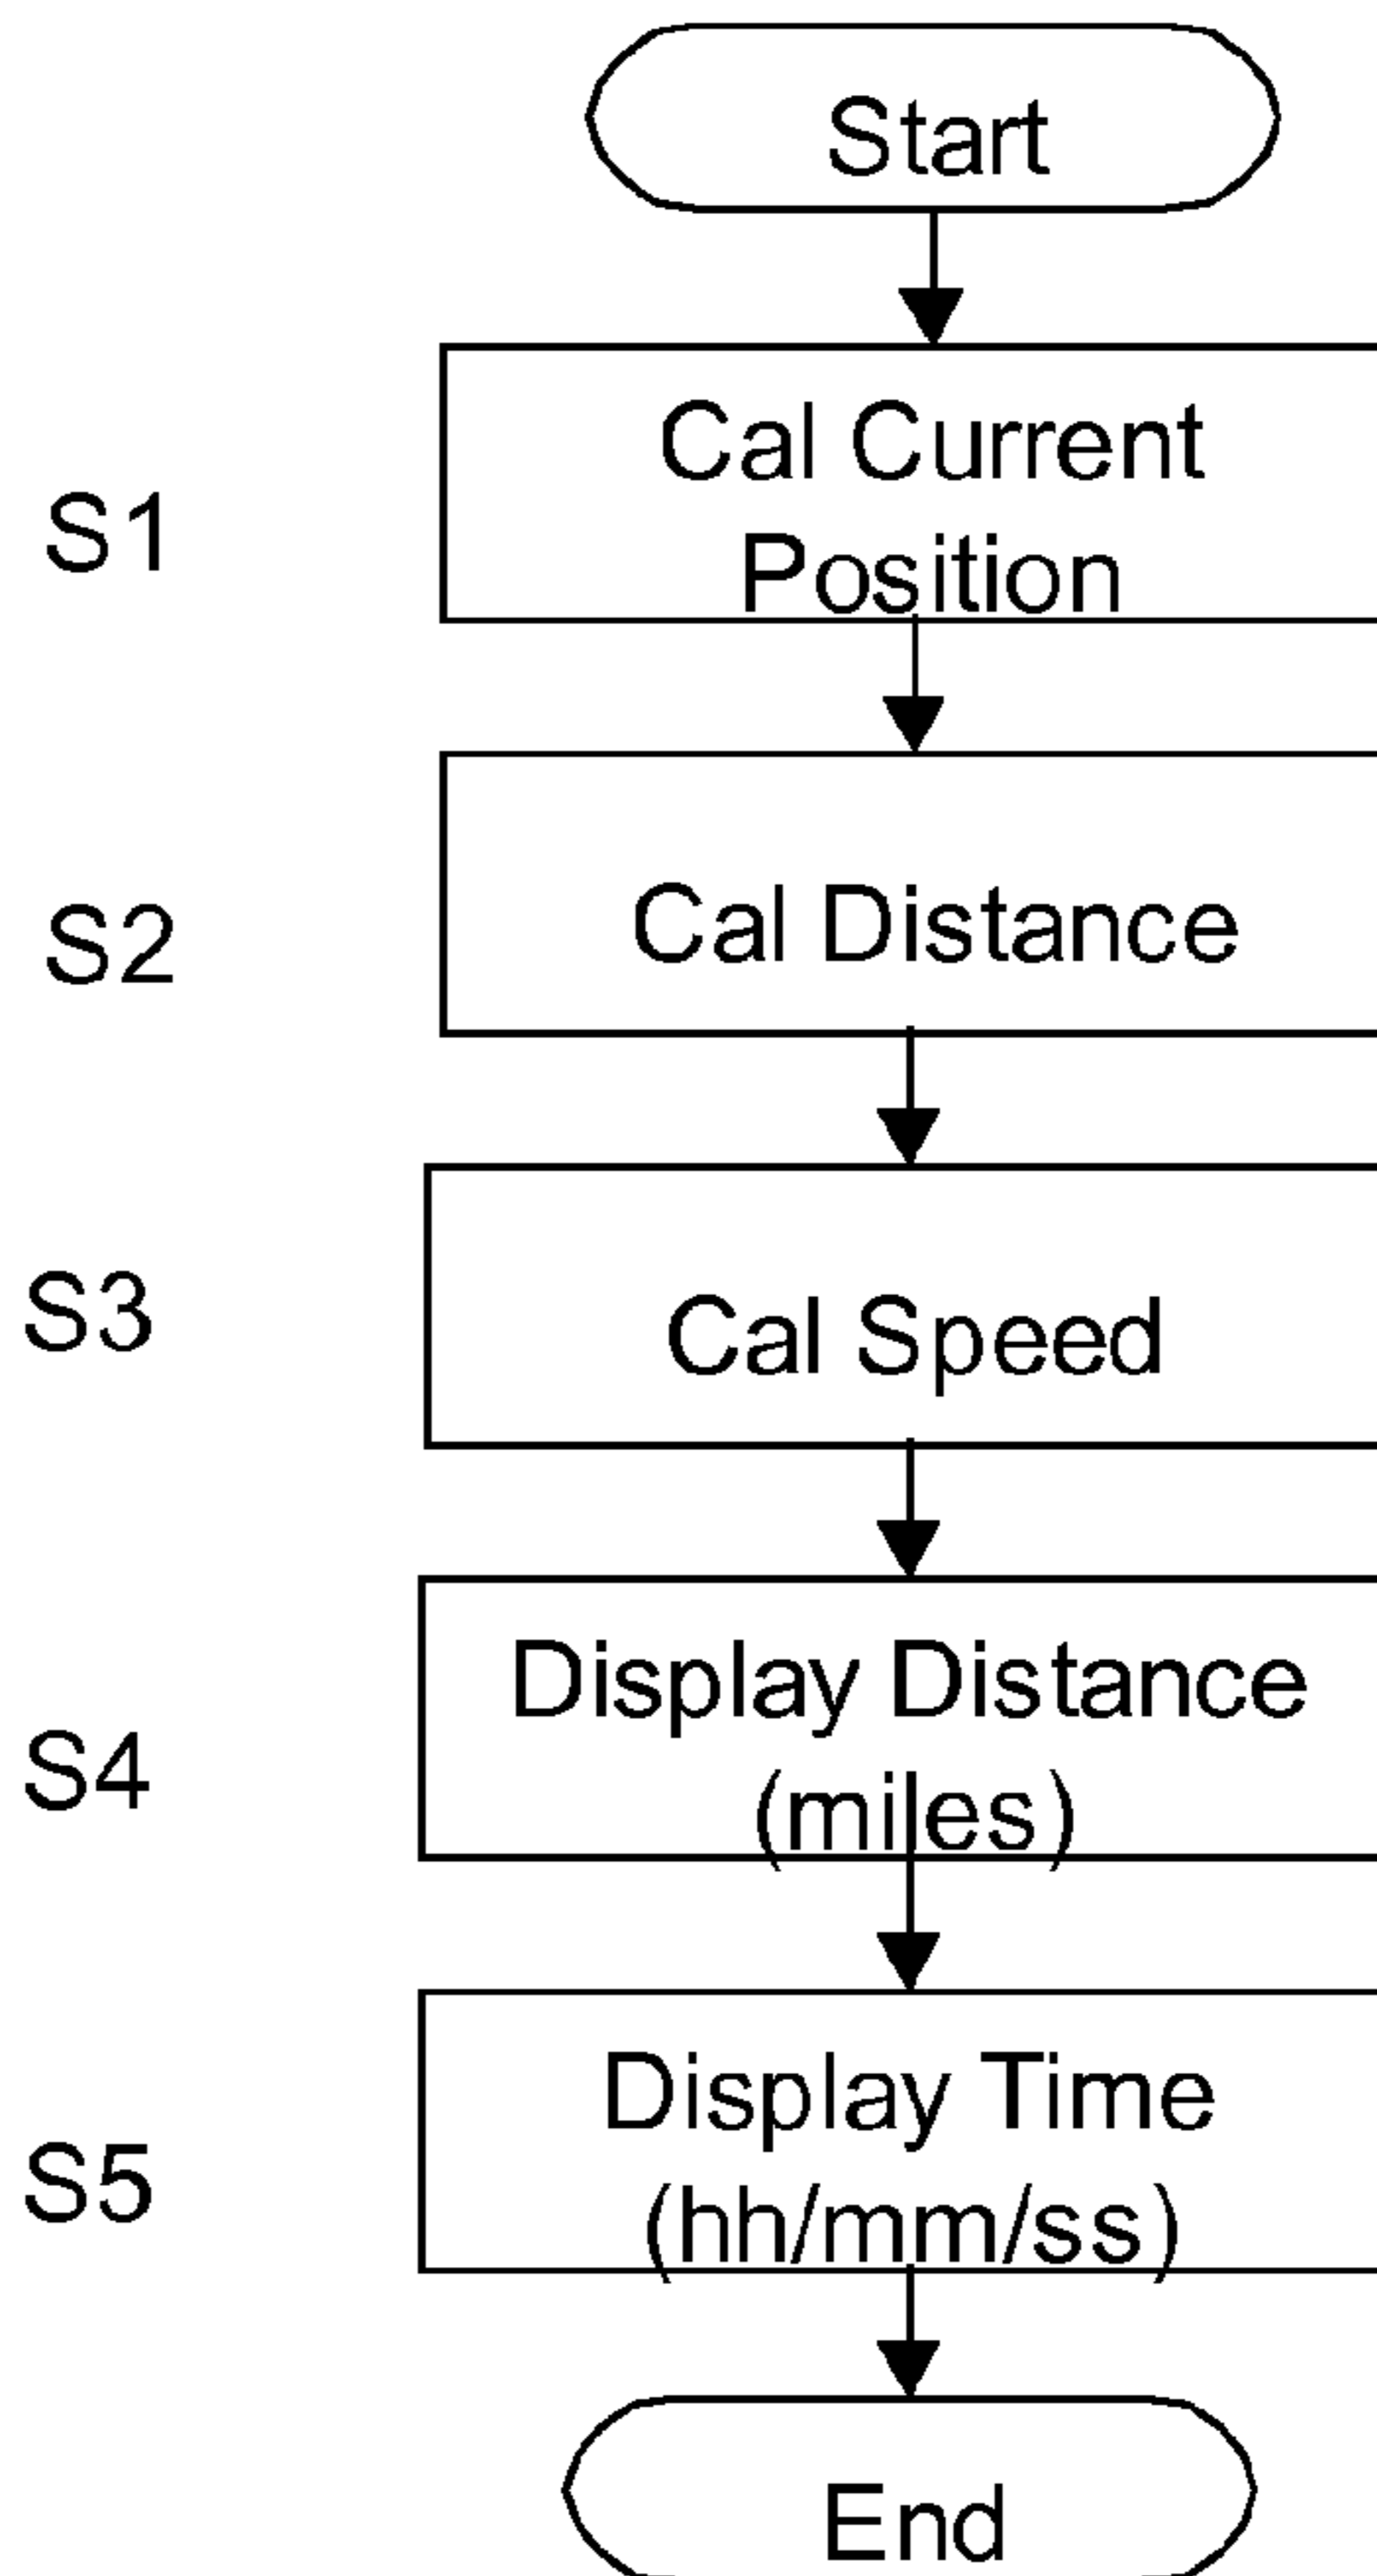 Start
S1
Cal Current
Position
S2
Cal Distance
S3
Cal Speed
S4
Display Distance
(miles)
S5
Display Time
(hh/mm/ss)
End